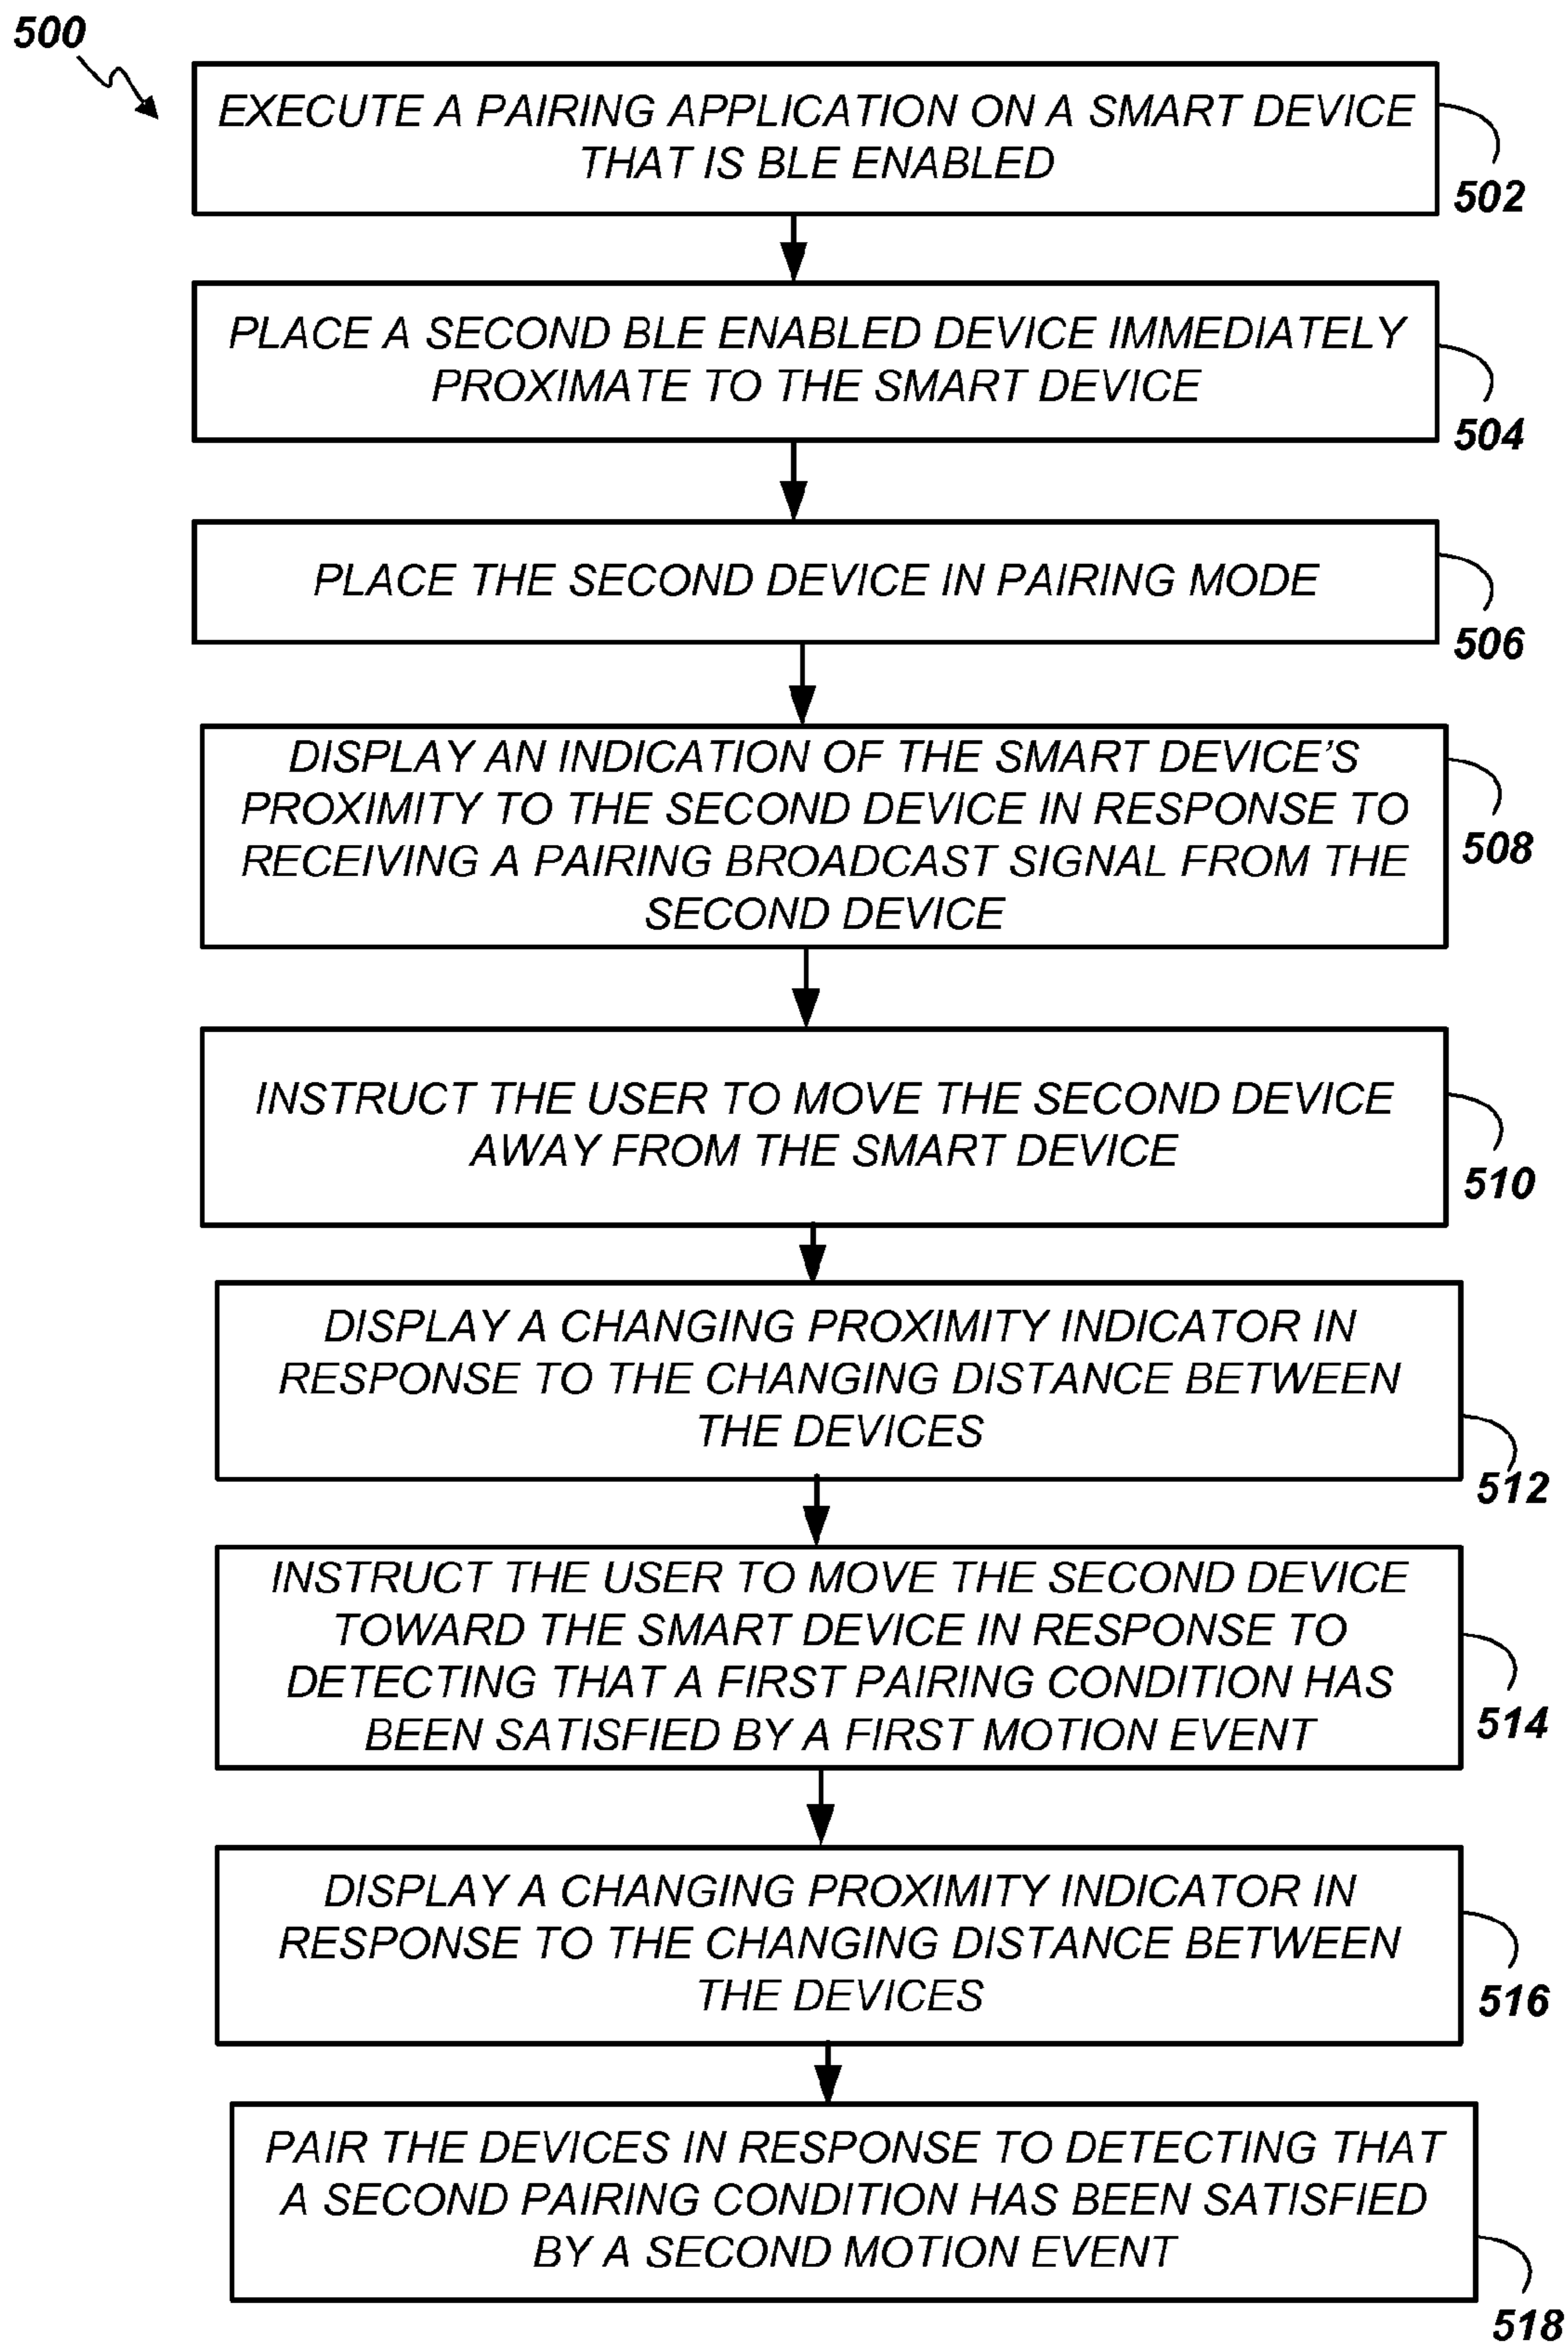 500
EXECUTE A PAIRING APPLICATION ON A SMART DEVICE
THAT IS BLE ENABLED
502
PLACE A SECOND BLE ENABLED DEVICE IMMEDIATELY
PROXIMATE TO THE SMART DEVICE
504
PLACE THE SECOND DEVICE IN PAIRING MODE
506
DISPLAY AN INDICATION OF THE SMART DEVICE’S
PROXIMITY TO THE SECOND DEVICE IN RESPONSE TO
RECEIVING A PAIRING BROADCAST SIGNAL FROM THE
SECOND DEVICE
508
INSTRUCT THE USER TO MOVE THE SECOND DEVICE
AWAY FROM THE SMART DEVICE
510
DISPLAY A CHANGING PROXIMITY INDICATOR IN
RESPONSE TO THE CHANGING DISTANCE BETWEEN
THE DEVICES
512
INSTRUCT THE USER TO MOVE THE SECOND DEVICE
TOWARD THE SMART DEVICE IN RESPONSE TO
DETECTING THAT A FIRST PAIRING CONDITION HAS
BEEN SATISFIED BY A FIRST MOTION EVENT
514
DISPLAY A CHANGING PROXIMITY INDICATOR IN
RESPONSE TO THE CHANGING DISTANCE BETWEEN
THE DEVICES
516
PAIR THE DEVICES IN RESPONSE TO DETECTING THAT
A SECOND PAIRING CONDITION HAS BEEN SATISFIED
BY A SECOND MOTION EVENT
518